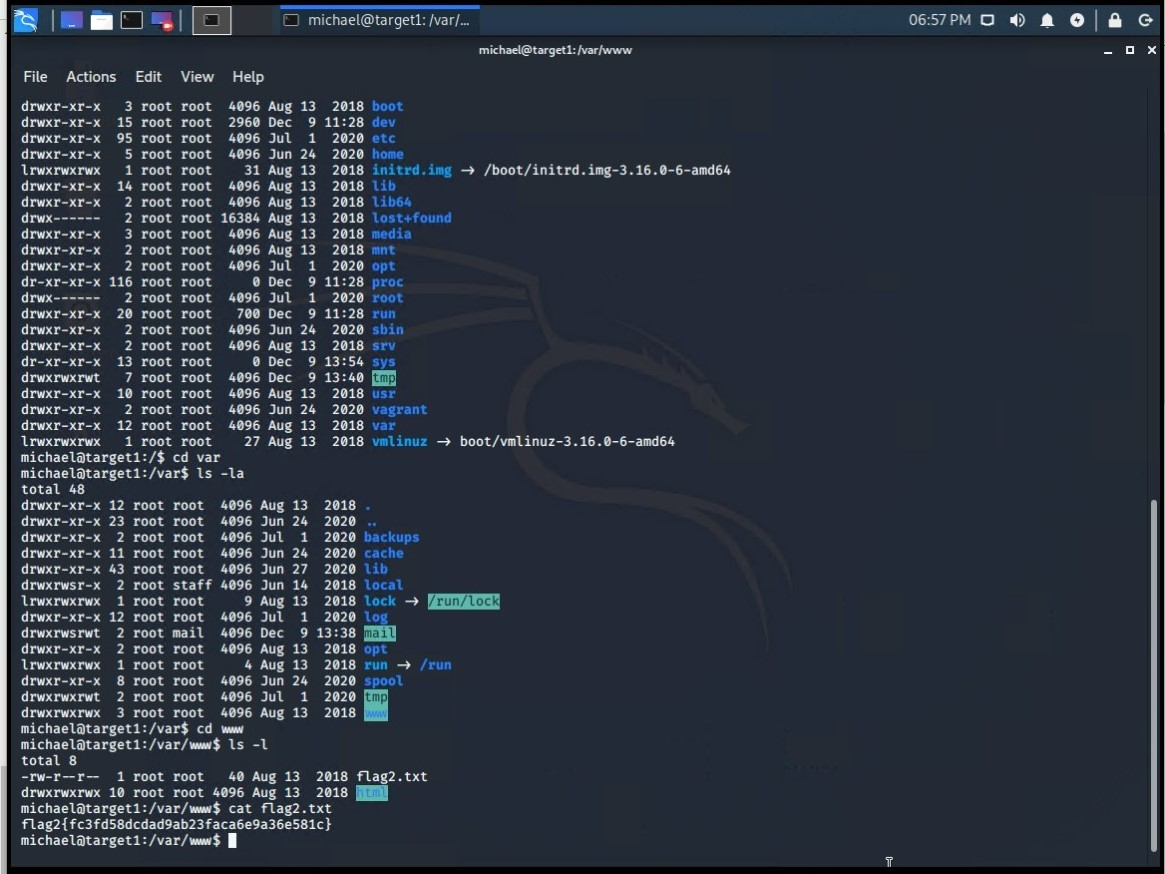 michael@target1: /var/...
06:57 PM
michael@target1: /var/www
File Actions Edit View Help
drwxr-xr-x   3 root root  4096 Aug 13  2018 boot
drwxr-xr-x  15 root root  2960 Dec  9 11:28 dev
drwxr-xr-x  95 root root  4096 Jul  1  2020 etc
drwxr-xr-x   5 root root  4096 Jun 24  2020 home
lrwxrwxrwx   1 root root    31 Aug 13  2018 initrd.img → /boot/initrd.img-3.16.0-6-amd64
drwxr-xr-x  14 root root  4096 Aug 13  2018 lib
drwxr-xr-x   2 root root  4096 Aug 13  2018 lib64
drwx------   2 root root 16384 Aug 13  2018 lost+found
drwxr-xr-x   3 root root  4096 Aug 13  2018 media
drwxr-xr-x   2 root root  4096 Aug 13  2018 mnt
drwxr-xr-x   2 root root  4096 Jul  1  2020 opt
dr-xr-xr-x 116 root root     0 Dec  9 11:28 proc
drwx------   2 root root  4096 Jul  1  2020 root
drwxr-xr-x  20 root root   700 Dec  9 11:28 run
drwxr-xr-x   2 root root  4096 Jun 24  2020 sbin
drwxr-xr-x   2 root root  4096 Aug 13  2018 srv
dr-xr-xr-x  13 root root     0 Dec  9 13:54 sys
drwxrwxrwt   7 root root  4096 Dec  9 13:40 tmp
drwxr-xr-x  10 root root  4096 Aug 13  2018 usr
drwxr-xr-x   2 root root  4096 Jun 24  2020 vagrant
drwxr-xr-x  12 root root  4096 Aug 13  2018 var
lrwxrwxrwx   1 root root    27 Aug 13  2018 vmlinuz → boot/vmlinuz-3.16.0-6-amd64
michael@target1:/$ cd var
michael@target1:/var$ ls -la
total 48
drwxr-xr-x 12 root root  4096 Aug 13  2018 .
drwxr-xr-x 23 root root  4096 Jun 24  2020 ..
drwxr-xr-x  2 root root  4096 Jul  1  2020 backups
drwxr-xr-x 11 root root  4096 Jun 24  2020 cache
drwxr-xr-x 43 root root  4096 Jun 27  2020 lib
drwxrwsr-x  2 root staff 4096 Jun 14  2018 local
lrwxrwxrwx  1 root root     9 Aug 13  2018 lock → /run/lock
drwxr-xr-x 12 root root  4096 Jul  1  2020 log
drwxrwsrwt  2 root mail  4096 Dec  9 13:38 mail
drwxr-xr-x  2 root root  4096 Aug 13  2018 opt
lrwxrwxrwx  1 root root     4 Aug 13  2018 run → /run
drwxr-xr-x  8 root root  4096 Jun 24  2020 spool
drwxrwxrwt  2 root root  4096 Jul  1  2020 tmp
drwxrwxrwx  3 root root  4096 Aug 13  2018 www
michael@target1:/var$ cd www
michael@target1:/var/www$ ls -l
total 8
-rw-r--r--  1 root root   40 Aug 13  2018 flag2.txt
drwxrwxrwx 10 root root 4096 Aug 13  2018 html
michael@target1:/var/www$ cat flag2.txt
flag2{fc3fd58dcdad9ab23faca6e9a36e581c}
michael@target1:/var/www$